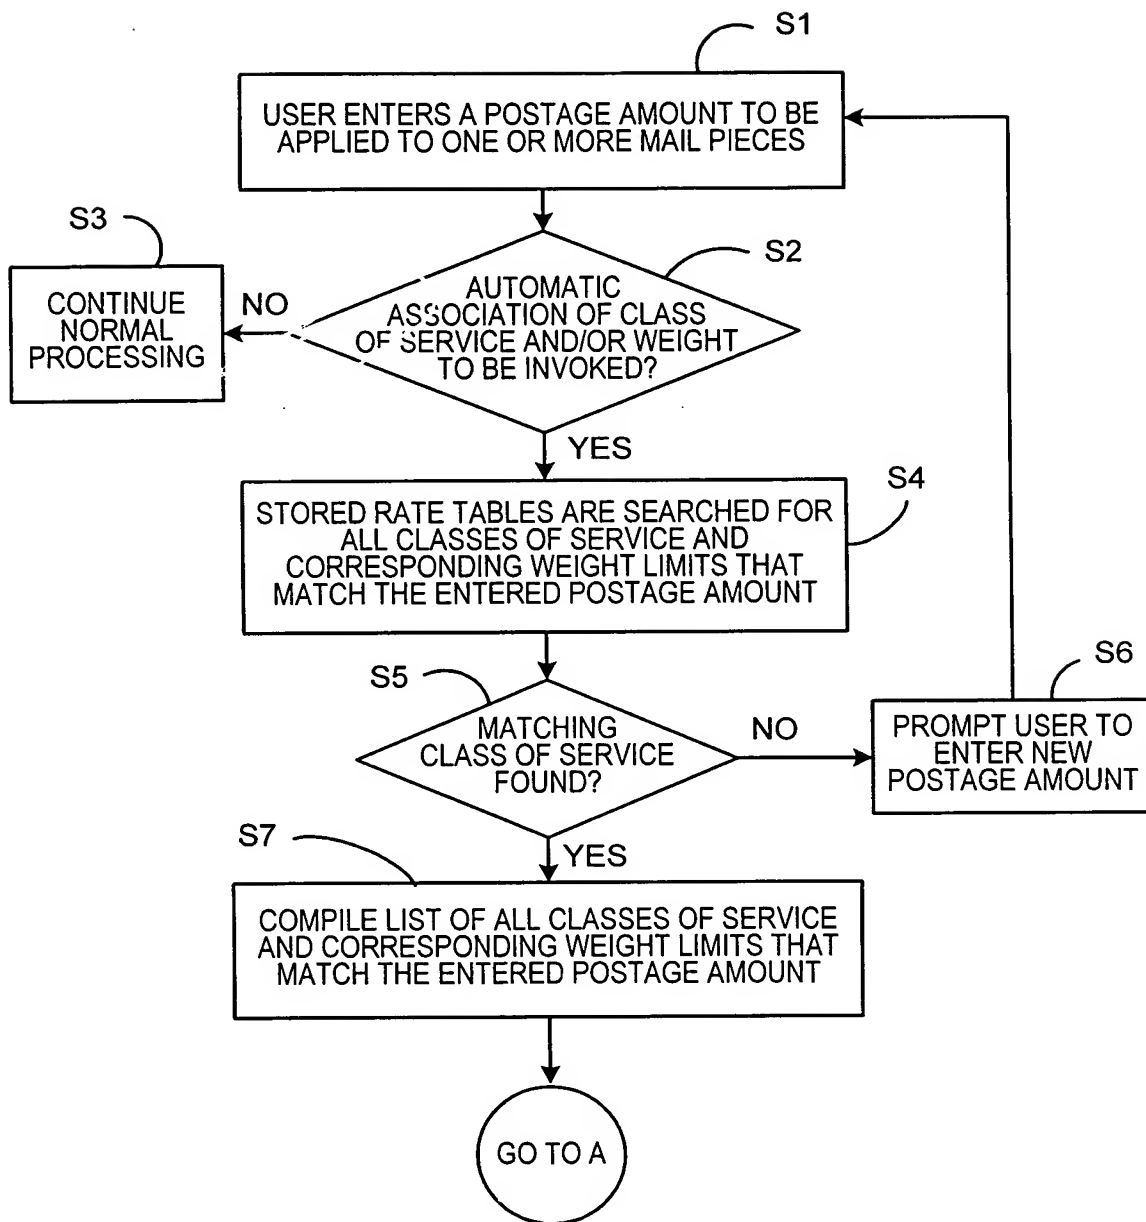 S1
USER ENTERS A POSTAGE AMOUNT TO BE
APPLIED TO ONE OR MORE MAIL PIECES
S3
S2
CONTINUE
NORMAL
PROCESSING
NO
AUTOMATIC
ASSOCIATION OF CLASS
OF SERVICE AND/OR WEIGHT
TO BE INVOKED?
YES
S4
STORED RATE TABLES ARE SEARCHED FOR
ALL CLASSES OF SERVICE AND
CORRESPONDING WEIGHT LIMITS THAT
MATCH THE ENTERED POSTAGE AMOUNT
S5
S6
MATCHING
CLASS OF SERVICE
FOUND?
NO
PROMPT USER TO
ENTER NEW
POSTAGE AMOUNT
S7
YES
COMPILE LIST OF ALL CLASSES OF SERVICE
AND CORRESPONDING WEIGHT LIMITS THAT
MATCH THE ENTERED POSTAGE AMOUNT
GO TO A